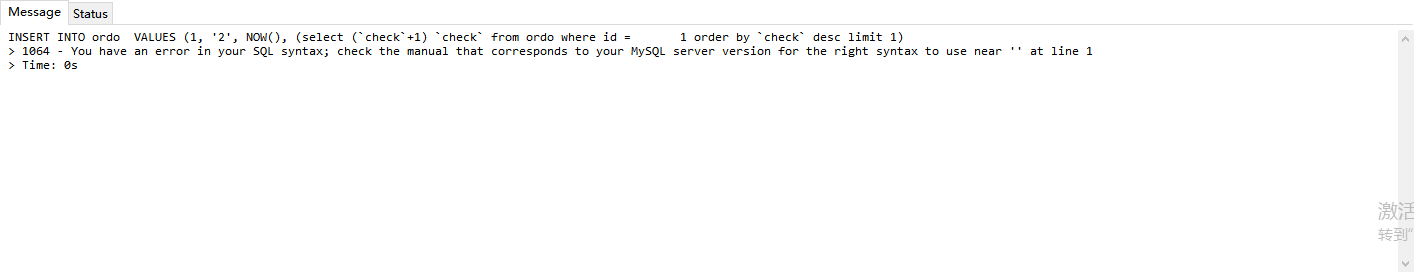 Message Status
INSERT INTO ordo  VALUES (1, '2', NOW(), (select (`check`+1) `check` from ordo where id =       1 order by `check` desc limit 1)
> 1064 - You have an error in your SQL syntax; check the manual that corresponds to your MySQL server version for the right syntax to use near '' at line 1
> Time: 0s
激活
转到"